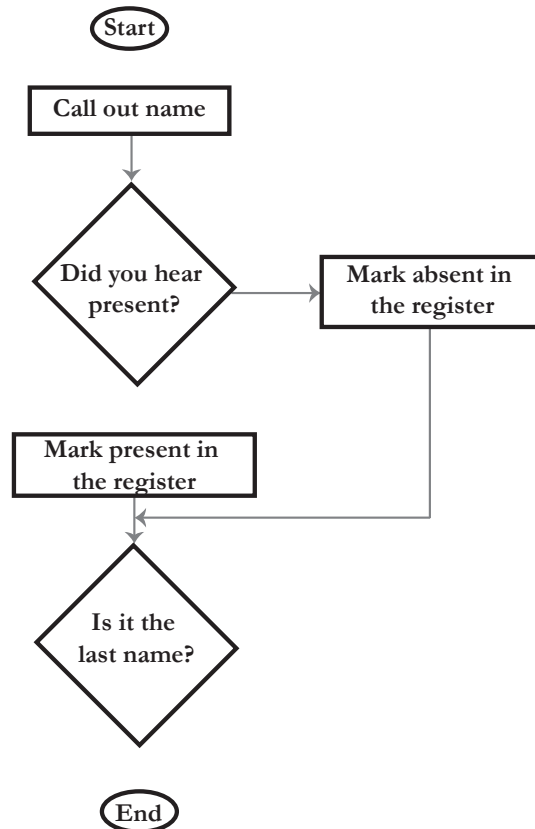 Start
Call out name
Did you hear
present?
Mark absent in
the register
Mark present in
the register
Is it the
last name?
End